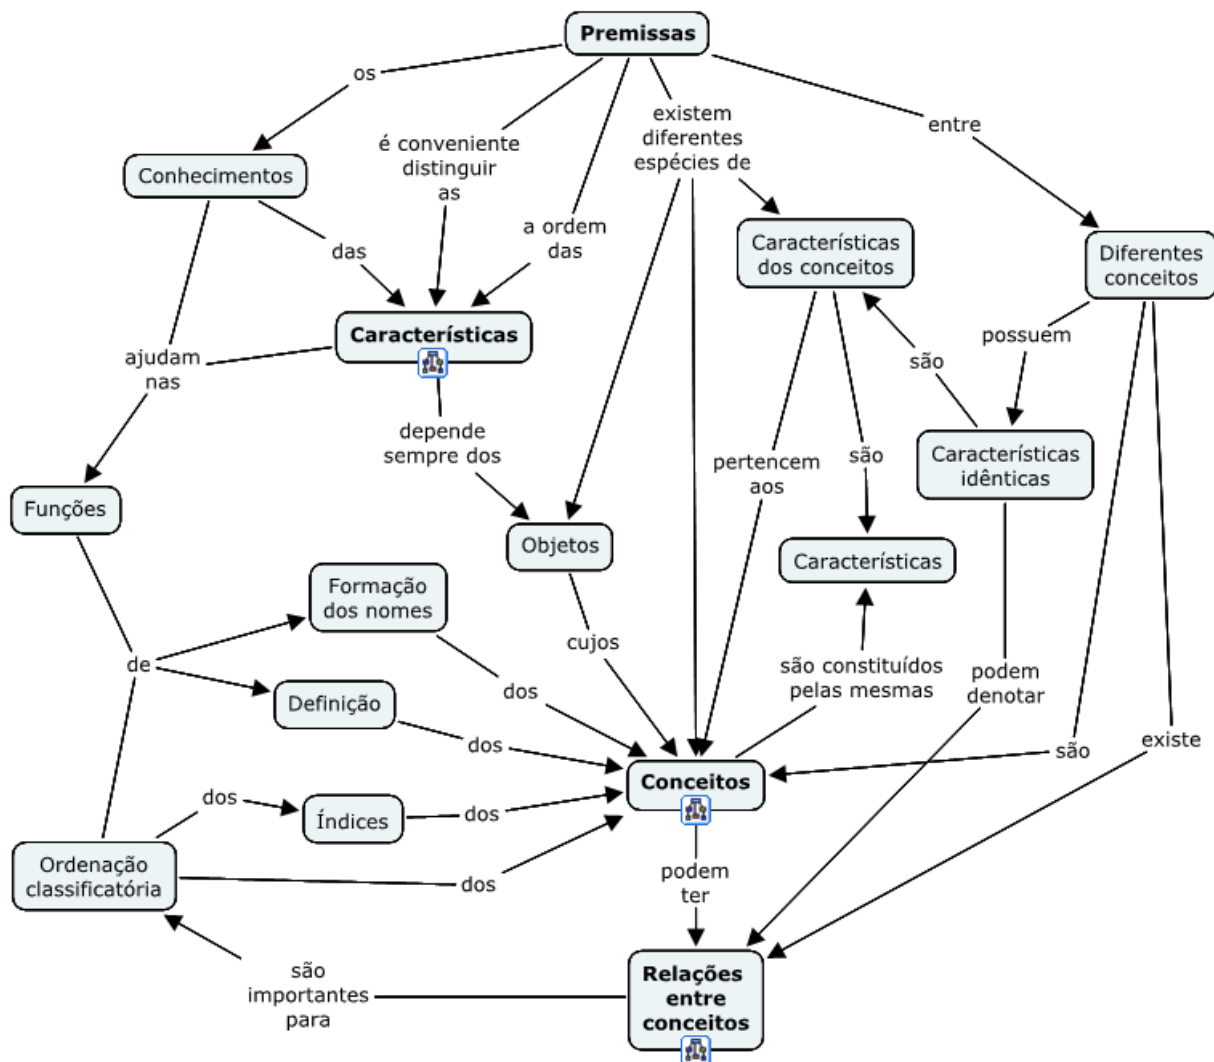 Premissas
os
existem
diferentes
espécies de
entre
é conveniente
distinguir
as
Conhecimentos
a ordem
das
das
Características
dos conceitos
Diferentes
conceitos
Características
possuem
são
ajudam
nas
depende
sempre dos
pertencem
aos
são
Características
idênticas
Funções
Objetos
Características
Formação
dos nomes
cujos
de
são constituídos
pelas mesmas
podem
denotar
dos
Definição
dos
são
existe
Conceitos
dos
Índices
dos
Ordenação
classificatória
dos
podem
ter
são
importantes
para
Relações
entre
conceitos